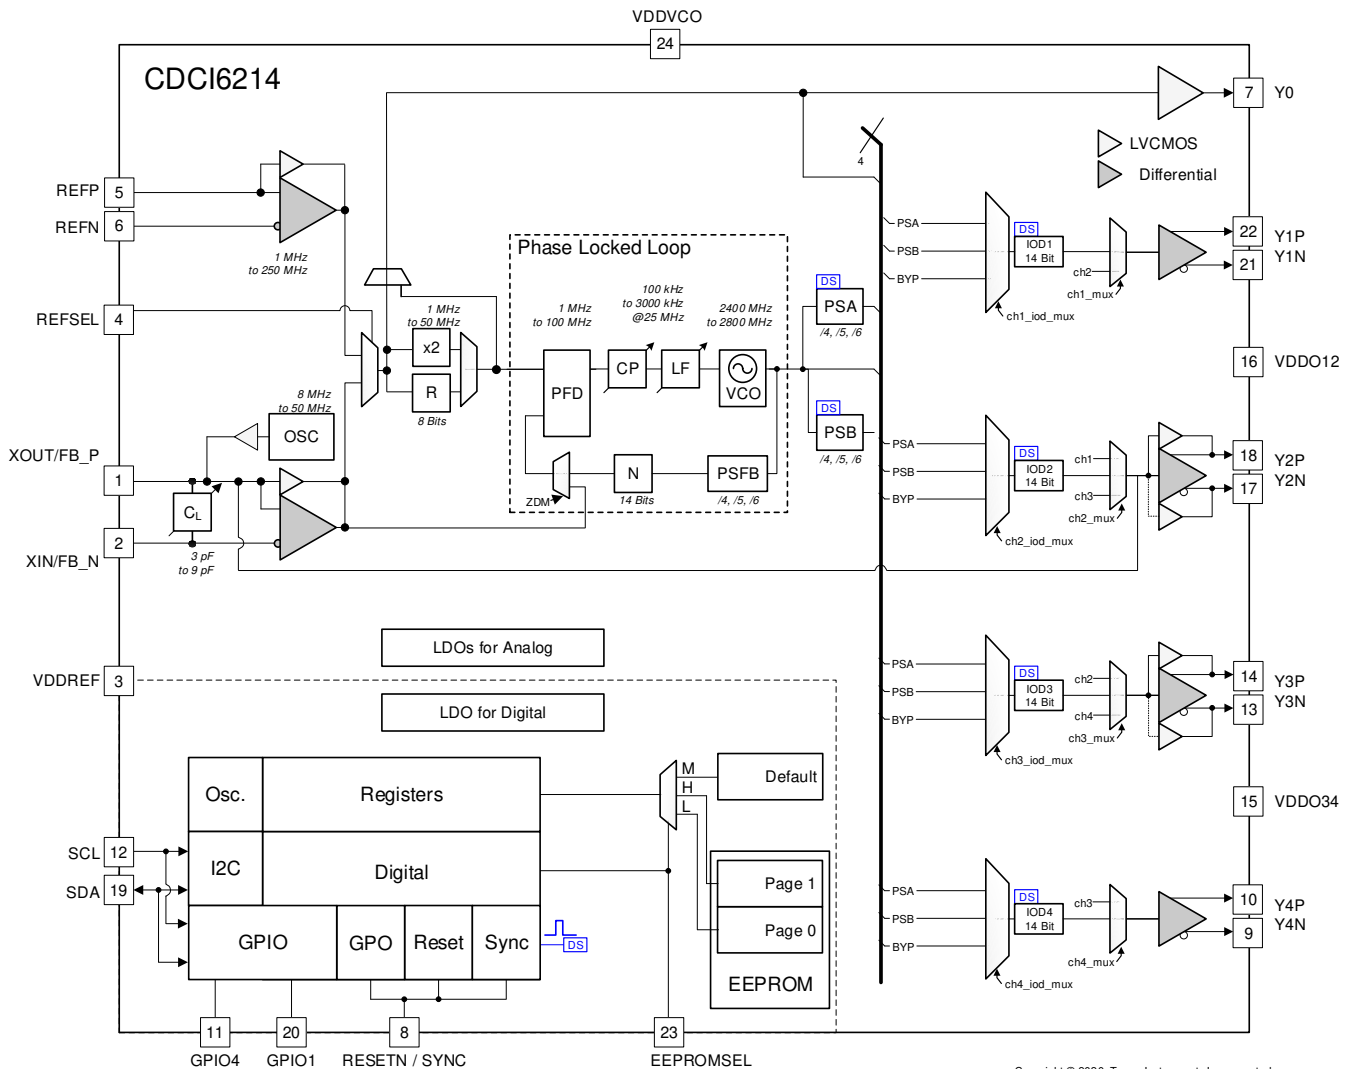 VDDVCO
24
CDCI6214
7
Y0
4
LVCMOS
Differential
REFP
5
REFN
6
1 MHz
to 250 MHz
REFSEL
4
Phase Locked Loop
1 MHz
to 50 MHz
x2
R
8 Bits
1 MHz
to 100 MHz
100 kHz
to 3000 kHz
@25 MHz
2400 MHz
to 2800 MHz
PFD
CP
LF
VCO
ZDM
N
14 Bits
PSFB
/4, /5, /6
DS
PSA
/4, /5, /6
DS
PSB
/4, /5, /6
8 MHz
to 50 MHz
OSC
XOUT/FB_P
1
CL
2
XIN/FB_N
3 pF
to 9 pF
PSA
PSB
BYP
ch1_iod_mux
DS
IOD1
14 Bit
ch2
ch1_mux
22
Y1P
21
Y1N
16
VDDO12
PSA
PSB
BYP
ch2_iod_mux
DS
IOD2
14 Bit
ch1
ch3
ch2_mux
18
Y2P
17
Y2N
PSA
PSB
BYP
ch3_iod_mux
DS
IOD3
14 Bit
ch2
ch4
ch3_mux
14
Y3P
13
Y3N
15
VDDO34
PSA
PSB
BYP
ch4_iod_mux
DS
IOD4
14 Bit
ch3
ch4_mux
10
Y4P
9
Y4N
LDOs for Analog
VDDREF
3
LDO for Digital
Osc.
Registers
I2C
Digital
GPIO
GPO
Reset
Sync
DS
SCL
12
SDA
19
M
H
L
Default
Page 1
Page 0
EEPROM
11
GPIO4
20
GPIO1
8
RESETN / SYNC
23
EEPROMSEL